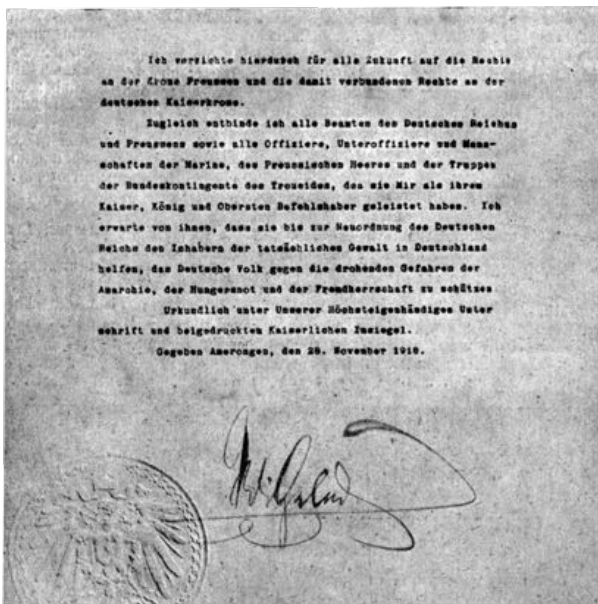 Ich verzichte hierdurch für alle Zukunft auf die Rechte
an der Krone Preussens und die damit verbundenen Rechte an der
deutschen Kaiserkrone.
Zugleich entbinde ich alle Beamten des Deutschen Reiches
und Preussens sowie alle Offiziere, Unteroffiziere und Mann-
schaften der Marine, des Preussischen Heeres und der Truppen
der Bundeskontingente des Treueides, den sie Mir als ihrem
Kaiser, König und Obersten Befehlshaber geleistet haben. Ich
erwarte von ihnen, dass sie bis zur Neuordnung des Deutschen
Reichs den Inhabern der tatsächlichen Gewalt in Deutschland
helfen, das Deutsche Volk gegen die drohenden Gefahren der
Anarchie, der Hungersnot und der Fremdherrschaft zu schützen.
Urkundlich unter Unserer Höchsteigenhändigen Unter
schrift und beigedruckten Kaiserlichen Insiegel.
Gegeben Amerongen, den 28. November 1918.
Wilhelm